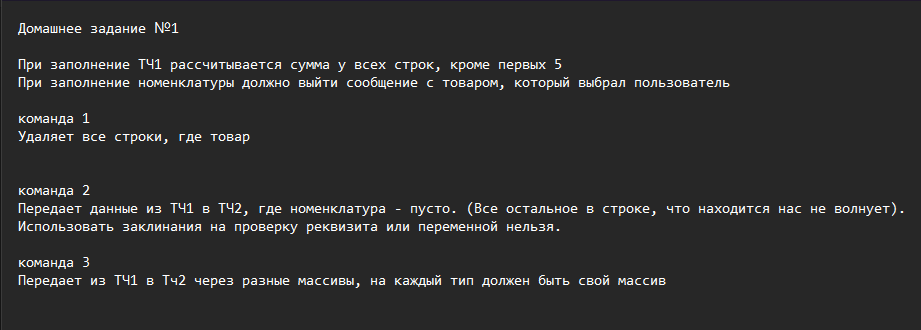 Домашнее задание №1
При заполнение ТЧ1 рассчитывается сумма у всех строк, кроме первых 5
При заполнение номенклатуры должно выйти сообщение с товаром, который выбрал пользователь
команда 1
Удаляет все строки, где товар
команда 2
Передает данные из ТЧ1 в ТЧ2, где номенклатура - пусто. (Все остальное в строке, что находится нас не волнует).
Использовать заклинания на проверку реквизита или переменной нельзя.
команда 3
Передает из ТЧ1 в Тч2 через разные массивы, на каждый тип должен быть свой массив